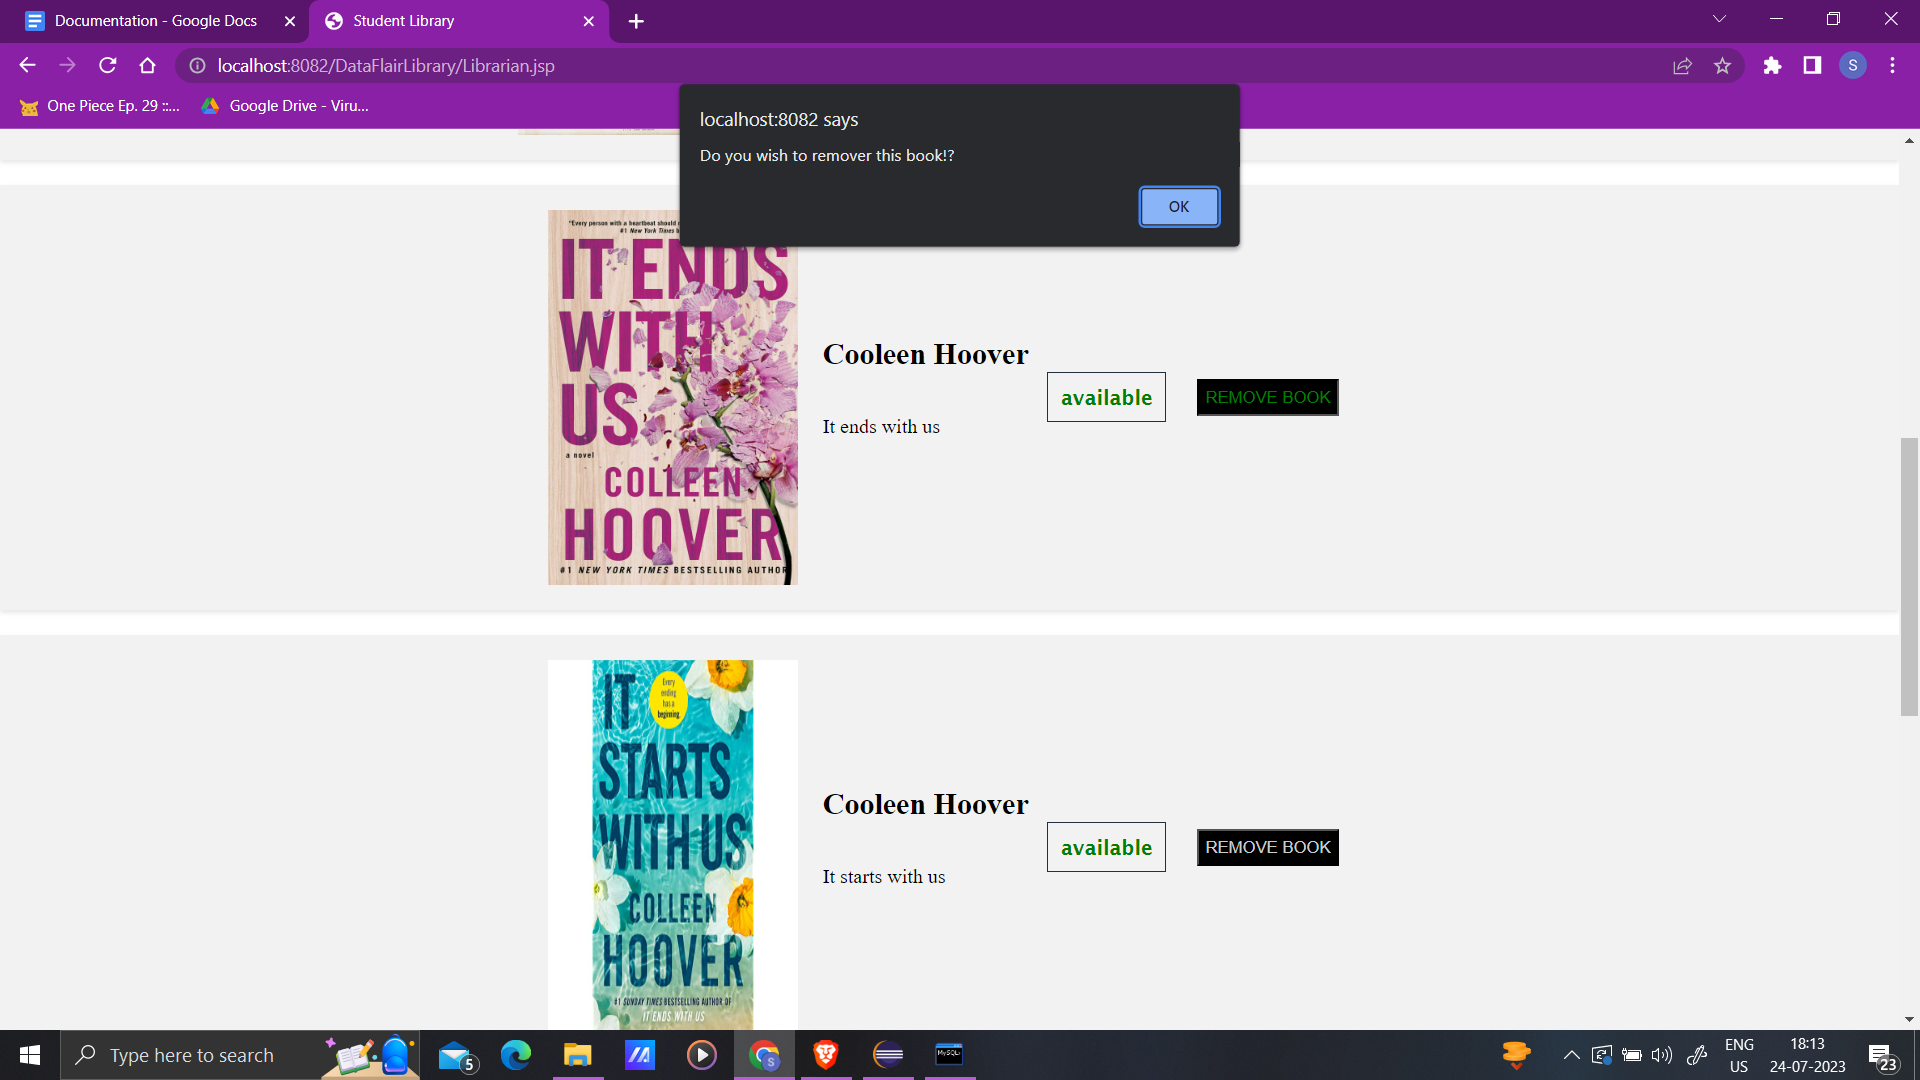 Documentation - Google Docs
Student Library
localhost:8082/DataFlairLibrary/Librarian.jsp
S
One Piece Ep. 29 ::...
Google Drive - Viru...
localhost:8082 says
Do you wish to remover this book!?
OK
"Every person with a heartbeat should
#1 New York Times b
IT ENDS
WITH
US
a novel
COLLEEN
HOOVER
#1 NEW YORK TIMES BESTSELLING AUTHOR
Cooleen Hoover
available
REMOVE BOOK
It ends with us
IT
Every
ending
has a
beginning.
STARTS
WITH US
COLLEEN
HOOVER
#1 SUNDAY TIMES BESTSELLING AUTHOR OF
IT ENDS WITH US
Cooleen Hoover
available
REMOVE BOOK
It starts with us
Type here to search
5
S
MySQL
ENG
US
18:13
24-07-2023
23